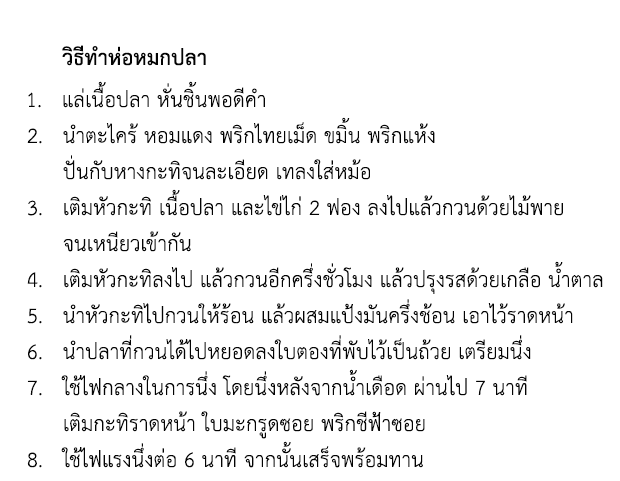 วิธีทำห่อหมกปลา
1. แล่เนื้อปลา หั่นชิ้นพอดีคำ
2. นำตะไคร้ หอมแดง พริกไทยเม็ด ขมิ้น พริกแห้ง
ปั่นกับหางกะทิจนละเอียด เทลงใส่หม้อ
3. เติมหัวกะทิ เนื้อปลา และไข่ไก่ 2 ฟอง ลงไปแล้วกวนด้วยไม้พาย
จนเหนียวเข้ากัน
4. เติมหัวกะทิลงไป แล้วกวนอีกครึ่งชั่วโมง แล้วปรุงรสด้วยเกลือ น้ำตาล
5. นำหัวกะทิไปกวนให้ร้อน แล้วผสมแป้งมันครึ่งช้อน เอาไว้ราดหน้า
6. นำปลาที่กวนได้ไปหยอดลงใบตองที่พับไว้เป็นถ้วย เตรียมนึ่ง
7. ใช้ไฟกลางในการนึ่ง โดยนึ่งหลังจากน้ำเดือด ผ่านไป 7 นาที
เติมกะทิราดหน้า ใบมะกรูดซอย พริกชีฟ้าซอย
8. ใช้ไฟแรงนึ่งต่อ 6 นาที จากนั้นเสร็จพร้อมทาน